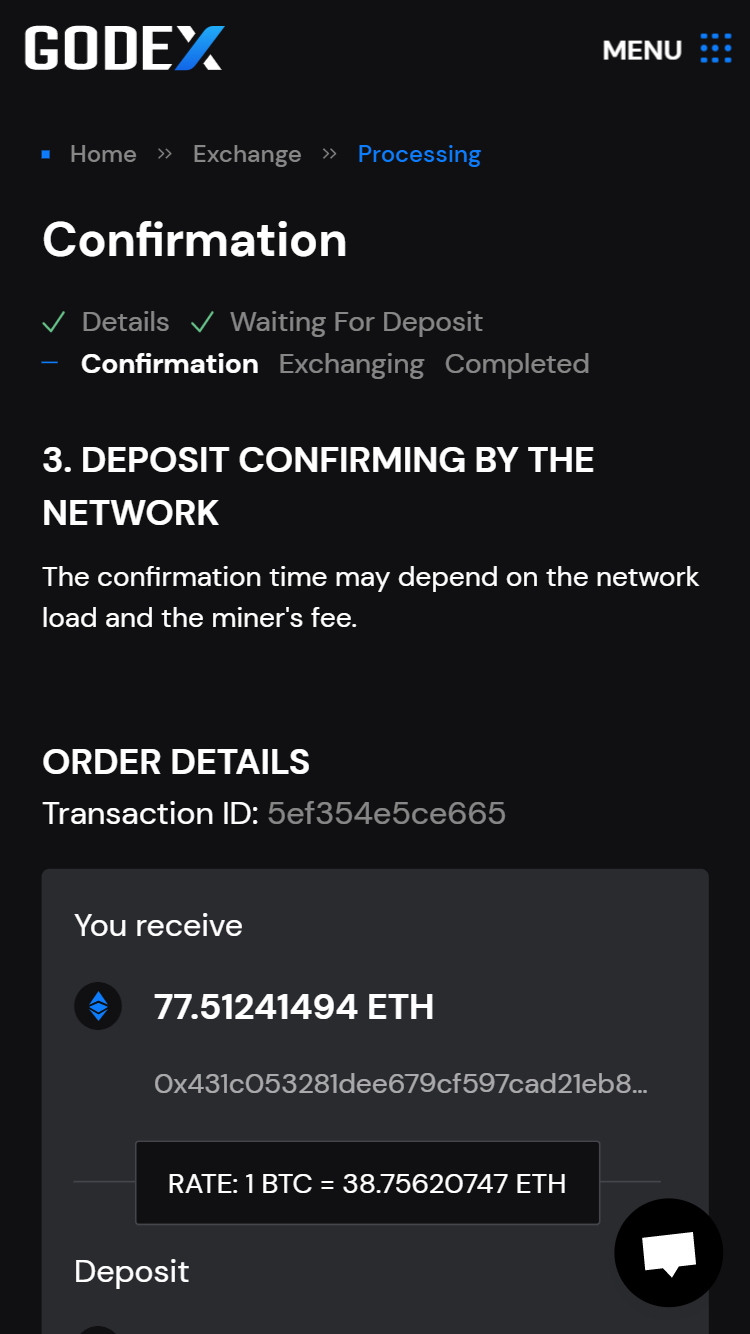 GODEX
MENU
Home >> Exchange >> Processing
Confirmation
Details Waiting For Deposit
Confirmation Exchanging Completed
3. DEPOSIT CONFIRMING BY THE
NETWORK
The confirmation time may depend on the network
load and the miner's fee.
ORDER DETAILS
Transaction ID: 5ef354e5ce665
You receive
77.51241494 ETH
0x431c053281dee679cf597cad21eb8...
RATE: 1 BTC = 38.75620747 ETH
Deposit